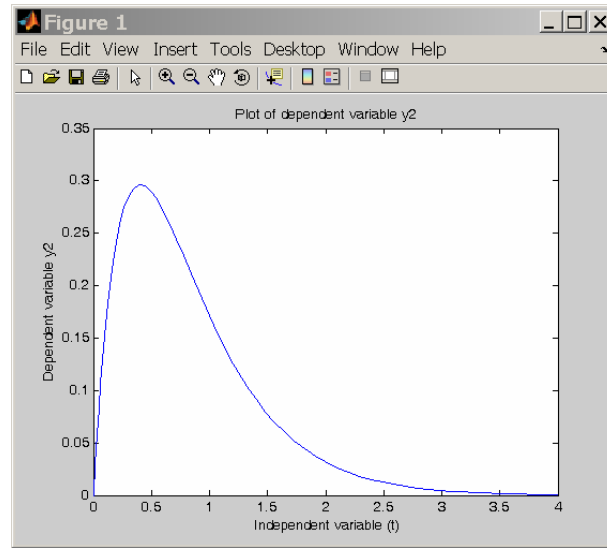 Figure 1
File Edit View Insert Tools Desktop Window Help
Plot of dependent variable y2
0.35
0.3
0.25
0.2
0.15
0.1
0.05
0
Dependent variable y2
0 0.5 1 1.5 2 2.5 3 3.5 4
Independent variable (t)